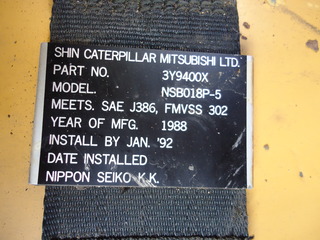 SHIN CATERPILLAR MITSUBISHI LTD.
PART NO. 3Y9400X
MODEL. NSB018P-5
MEETS. SAE J386, FMVSS 302
YEAR OF MFG. 1988
INSTALL BY JAN. '92
DATE INSTALLED
NIPPON SEIKO K.K.